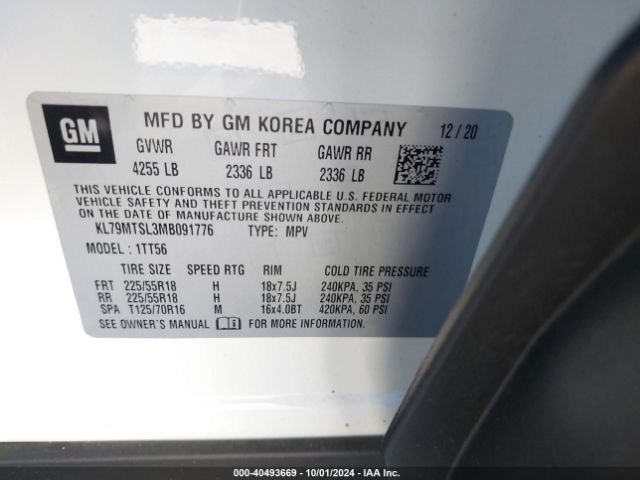 GM
MFD BY GM KOREA COMPANY 12 / 20
GVWR GAWR FRT GAWR RR
4255 LB 2336 LB 2336 LB
THIS VEHICLE CONFORMS TO ALL APPLICABLE U.S. FEDERAL MOTOR
VEHICLE SAFETY AND THEFT PREVENTION STANDARDS IN EFFECT
ON THE DATE OF MANUFACTURE SHOWN ABOVE.
KL79MTSL3MB091776 TYPE: MPV
MODEL : 1TT56
TIRE SIZE SPEED RTG RIM COLD TIRE PRESSURE
FRT 225/55R18 H 18x7.5J 240KPA, 35 PSI
RR 225/55R18 H 18x7.5J 240KPA, 35 PSI
SPA T125/70R16 M 16x4.0BT 420KPA, 60 PSI
SEE OWNER'S MANUAL FOR MORE INFORMATION.
000-40493669 - 10/01/2024 - IAA Inc.